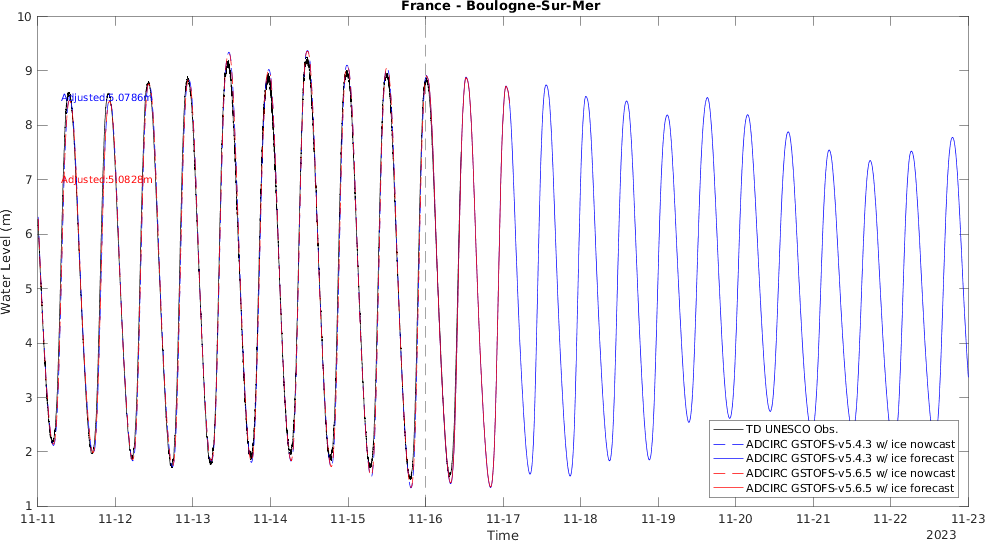 France - Boulogne-Sur-Mer
10
9
8
7
6
5
4
3
2
1
Water Level (m)
Adjusted:5.0786m
Adjusted:5.0828m
TD UNESCO Obs.
ADCIRC GSTOFS-v5.4.3 w/ ice nowcast
ADCIRC GSTOFS-v5.4.3 w/ ice forecast
ADCIRC GSTOFS-v5.6.5 w/ ice nowcast
ADCIRC GSTOFS-v5.6.5 w/ ice forecast
11-11 11-12 11-13 11-14 11-15 11-16 11-17 11-18 11-19 11-20 11-21 11-22 11-23
Time
2023